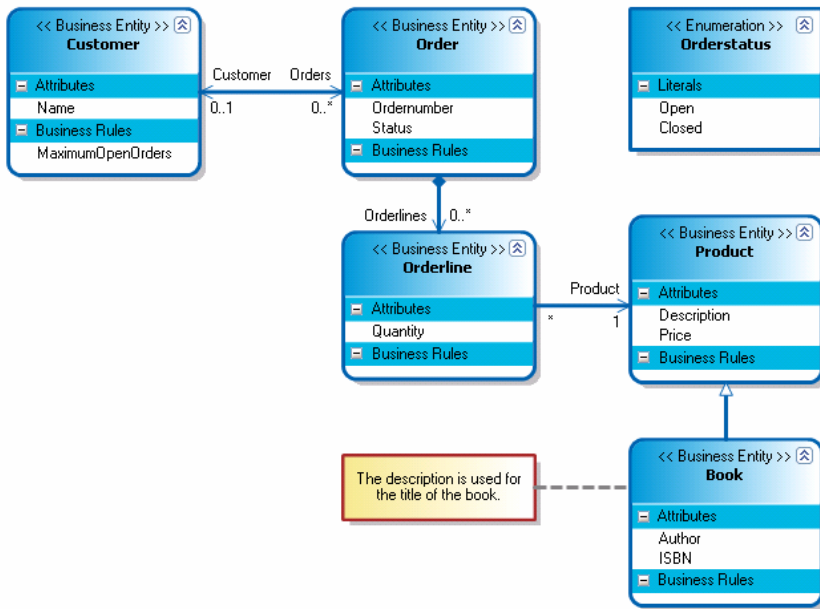 << Business Entity >>
Customer
Attributes
Name
Business Rules
MaximumOpenOrders
Customer
Orders
0..1
0..*
<< Business Entity >>
Order
Attributes
Ordernumber
Status
Business Rules
<< Enumeration >>
Orderstatus
Literals
Open
Closed
Orderlines
0..*
<< Business Entity >>
Orderline
Attributes
Quantity
Business Rules
Product
*
1
<< Business Entity >>
Product
Attributes
Description
Price
Business Rules
The description is used for
the title of the book.
<< Business Entity >>
Book
Attributes
Author
ISBN
Business Rules